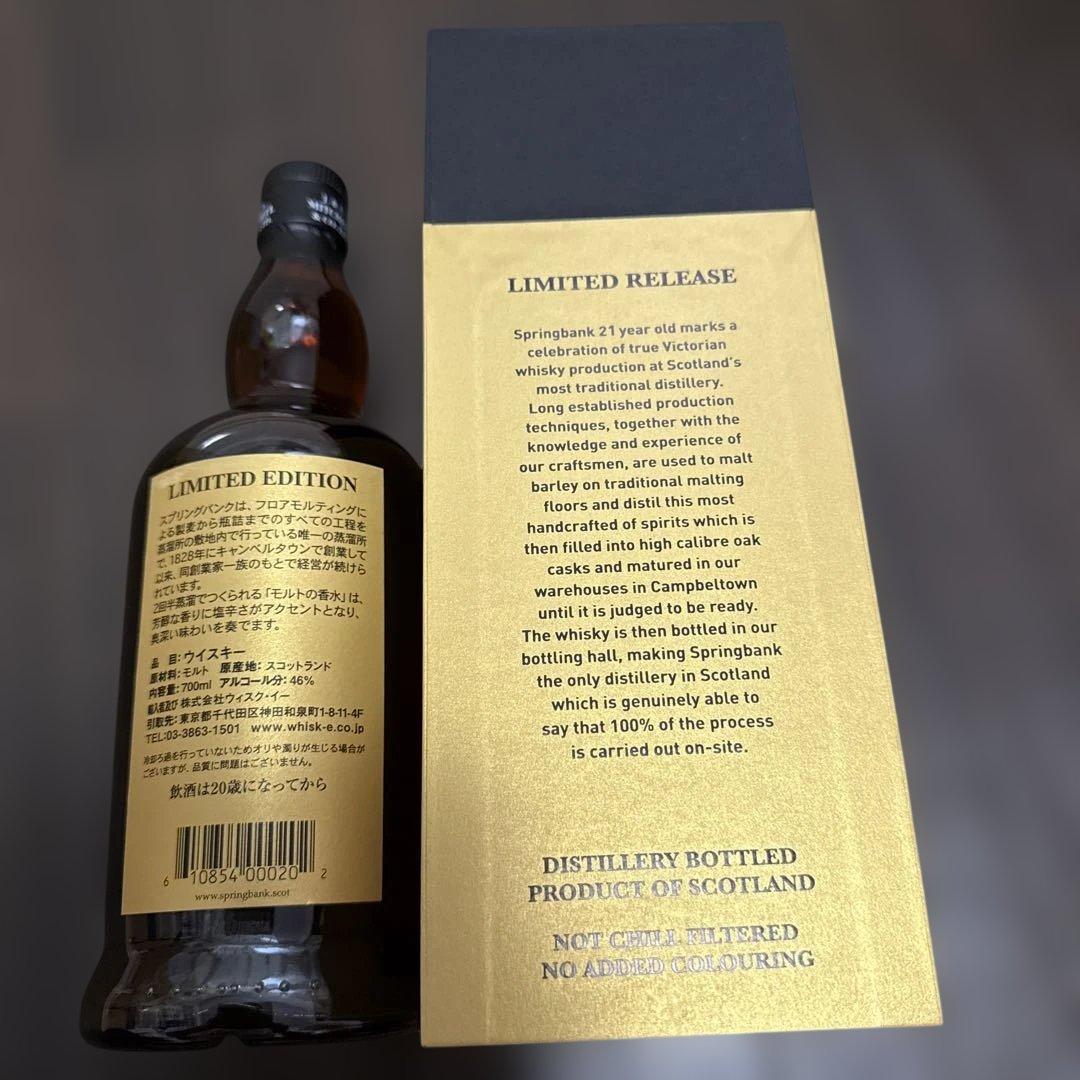 LIMITED EDITION
スプリングバンクは、フロアモルティングに
よる製麦から瓶詰までのすべての工程を
蒸溜所の敷地内で行っている唯一の蒸溜所
で、1828年にキャンベルタウンで創業して
以来、同創業家一族のもとで経営が続けら
れています。
2回半蒸溜でつくられる「モルトの香水」は、
芳醇な香りに塩辛さがアクセントとなり、
奥深い味わいを奏でます。
品 目: ウイスキー
原材料: モルト 原産地: スコットランド
内容量: 700ml アルコール分: 46%
輸入者及び 株式会社ウィスク・イー
引取先: 東京都千代田区神田和泉町1-8-11-4F
TEL:03-3863-1501 www.whisk-e.co.jp
冷却ろ過を行っていないためオリや濁りが生じる場合が
ございますが、品質に問題はございません。
飲酒は20歳になってから
6 10854 00020 2
www.springbank.scot
LIMITED RELEASE
Springbank 21 year old marks a
celebration of true Victorian
whisky production at Scotland's
most traditional distillery.
Long established production
techniques, together with the
knowledge and experience of
our craftsmen, are used to malt
barley on traditional malting
floors and distil this most
handcrafted of spirits which is
then filled into high calibre oak
casks and matured in our
warehouses in Campbeltown
until it is judged to be ready.
The whisky is then bottled in our
bottling hall, making Springbank
the only distillery in Scotland
which is genuinely able to
say that 100% of the process
is carried out on-site.
DISTILLERY BOTTLED
PRODUCT OF SCOTLAND
NOT CHILL FILTERED
NO ADDED COLOURING